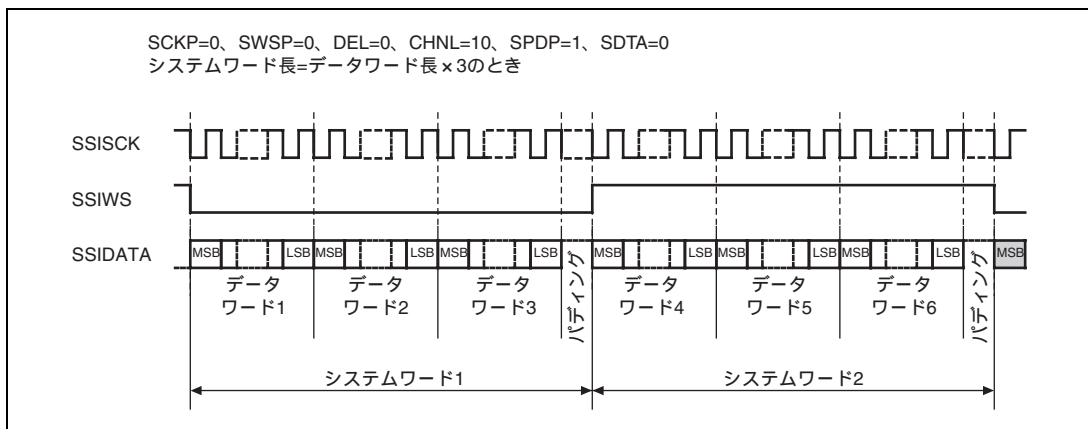 SCKP=0、SWSP=0、DEL=0、CHNL=10、SPDP=1、SDTA=0
システムワード長=データワード長×3のとき
SSISCK
SSIWS
SSIDATA
MSB LSB MSB LSB MSB LSB MSB LSB MSB LSB MSB LSB MSB
データ データ データ パディング データ データ データ パディング
ワード1 ワード2 ワード3 ワード4 ワード5 ワード6
システムワード1 システムワード2